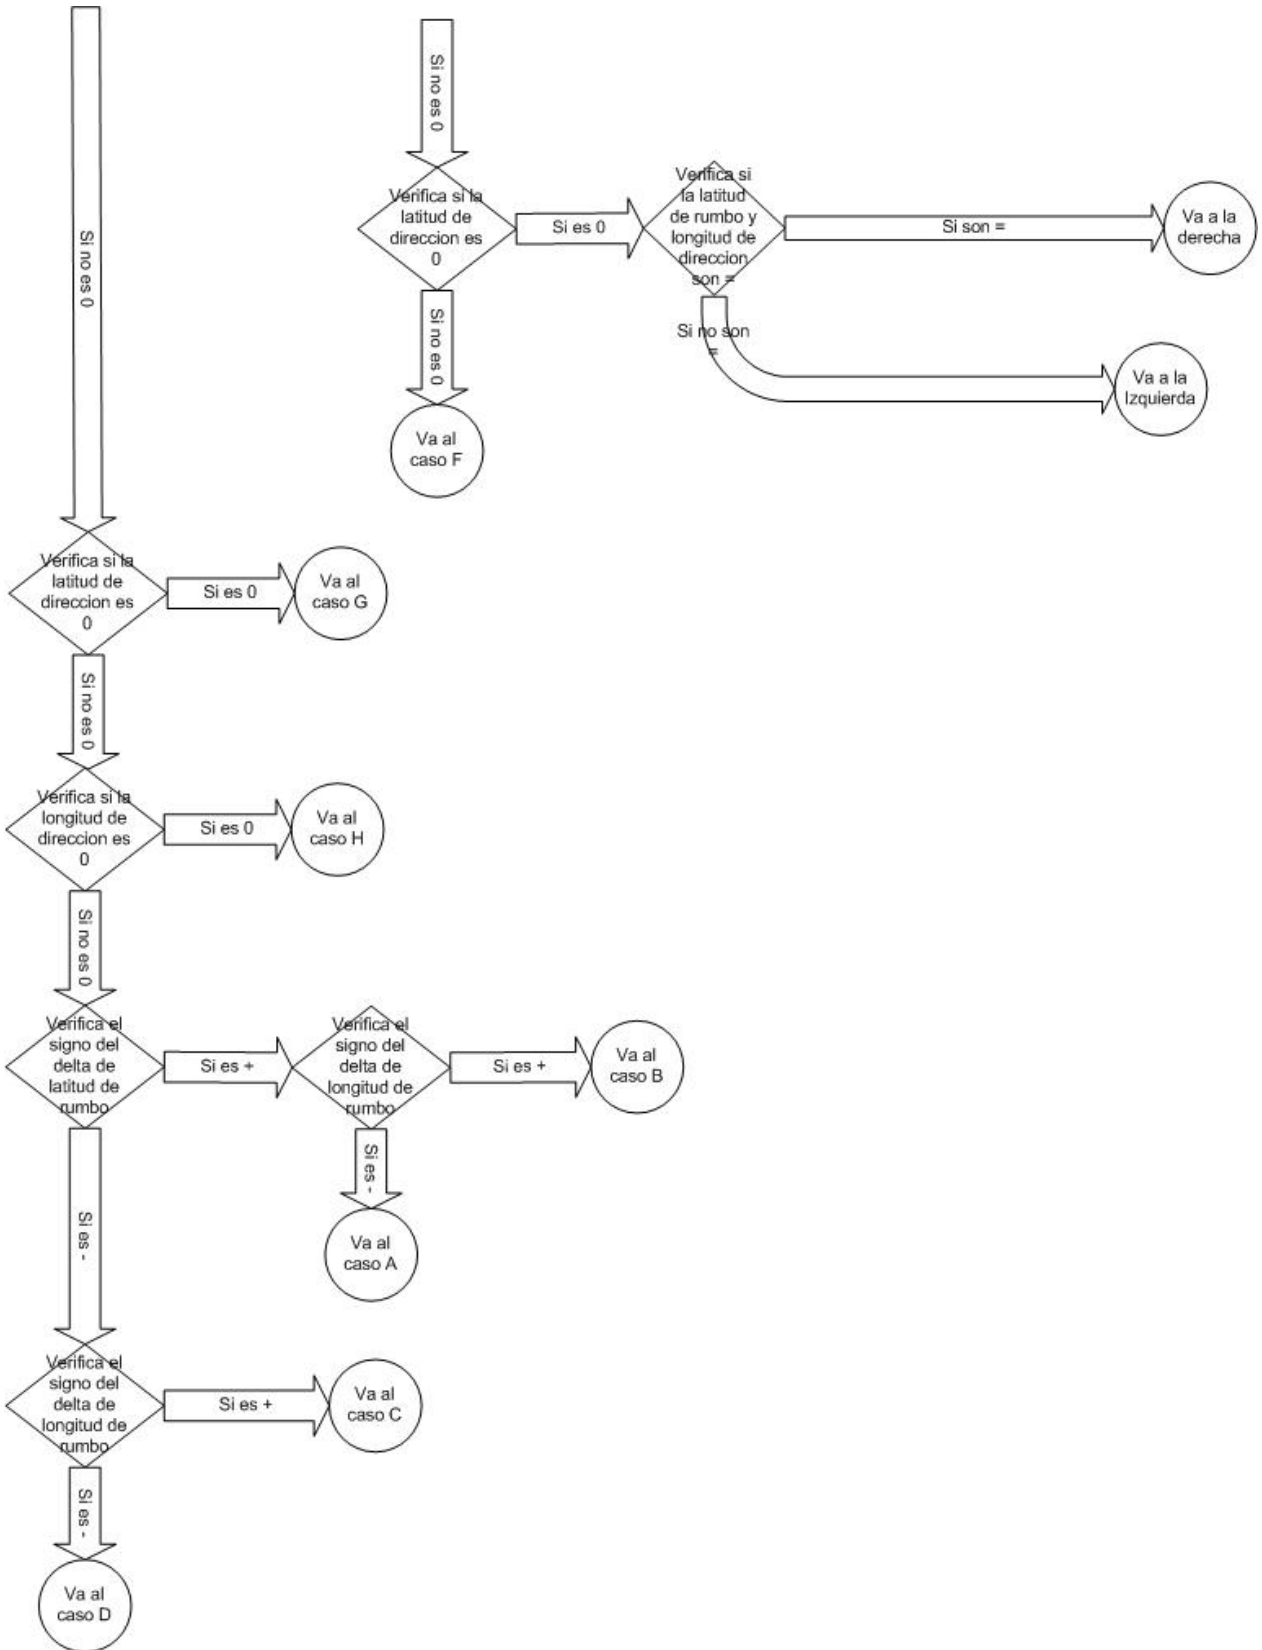 Si no es 0
Si no es 0
Verifica si la
latitud de
direccion es
0
Si es 0
Verifica si
la latitud
de rumbo y
longitud de
direccion
son =
Si son =
Va a la
derecha
Si no es 0
Si no son
=
Va a la
Izquierda
Va al
caso F
Verifica si la
latitud de
direccion es
0
Si es 0
Va al
caso G
Si no es 0
Verifica si la
longitud de
direccion es
0
Si es 0
Va al
caso H
Si no es 0
Verifica el
signo del
delta de
latitud de
rumbo
Si es +
Verifica el
signo del
delta de
longitud de
rumbo
Si es +
Va al
caso B
Si es -
Va al
caso A
Si es -
Verifica el
signo del
delta de
longitud de
rumbo
Si es +
Va al
caso C
Si es -
Va al
caso D